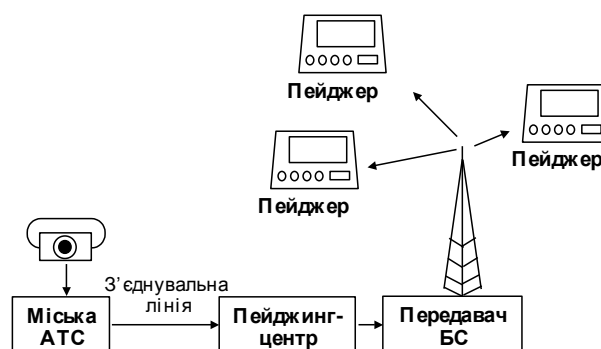 Пейджер
Пейджер
Пейджер
З’єднувальна
лінія
Міська
АТС
Пейджинг-
центр
Передавач
БС